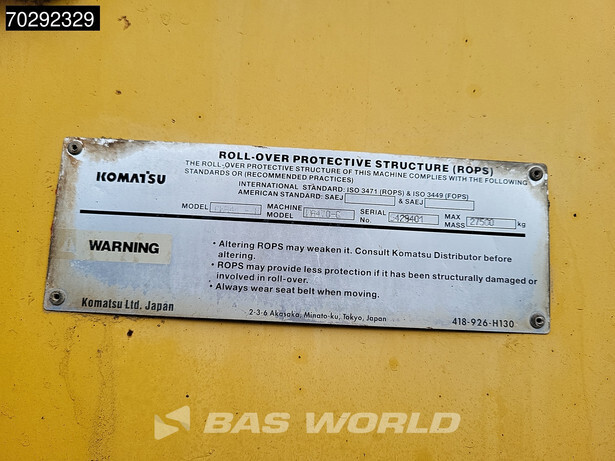 70292329
ROLL-OVER PROTECTIVE STRUCTURE (ROPS)
THE ROLL-OVER PROTECTIVE STRUCTURE OF THIS MACHINE COMPLIES WITH THE FOLLOWING
STANDARDS OR (RECOMMENDED PRACTICES)
KOMATSU
INTERNATIONAL STANDARD: ISO 3471 (ROPS) & ISO 3449 (FOPS)
AMERICAN STANDARD: SAEJ & SAEJ
MODEL MACHINE MODEL SERIAL No. 429401 MAX MASS 27500 kg
WARNING
• Altering ROPS may weaken it. Consult Komatsu Distributor before
altering.
• ROPS may provide less protection if it has been structurally damaged or
involved in roll-over.
• Always wear seat belt when moving.
Komatsu Ltd. Japan
2-3-6 Akasaka, Minato-ku, Tokyo, Japan
418-926-H130
BAS WORLD